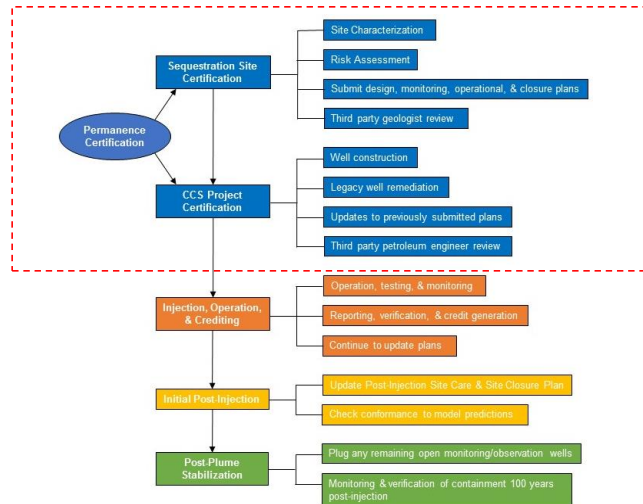 Site Characterization
Sequestration Site
Certification
Risk Assessment
Submit design, monitoring, operational, & closure plans
Third party geologist review
Permanence
Certification
Well construction
Legacy well remediation
CCS Project
Certification
Updates to previously submitted plans
Third party petroleum engineer review
Injection, Operation,
& Crediting
Operation, testing, & monitoring
Reporting, verification, & credit generation
Continue to update plans
Initial Post-Injection
Update Post-Injection Site Care & Site Closure Plan
Check conformance to model predictions
Post-Plume
Stabilization
Plug any remaining open monitoring/observation wells
Monitoring & verification of containment 100 years
post-injection